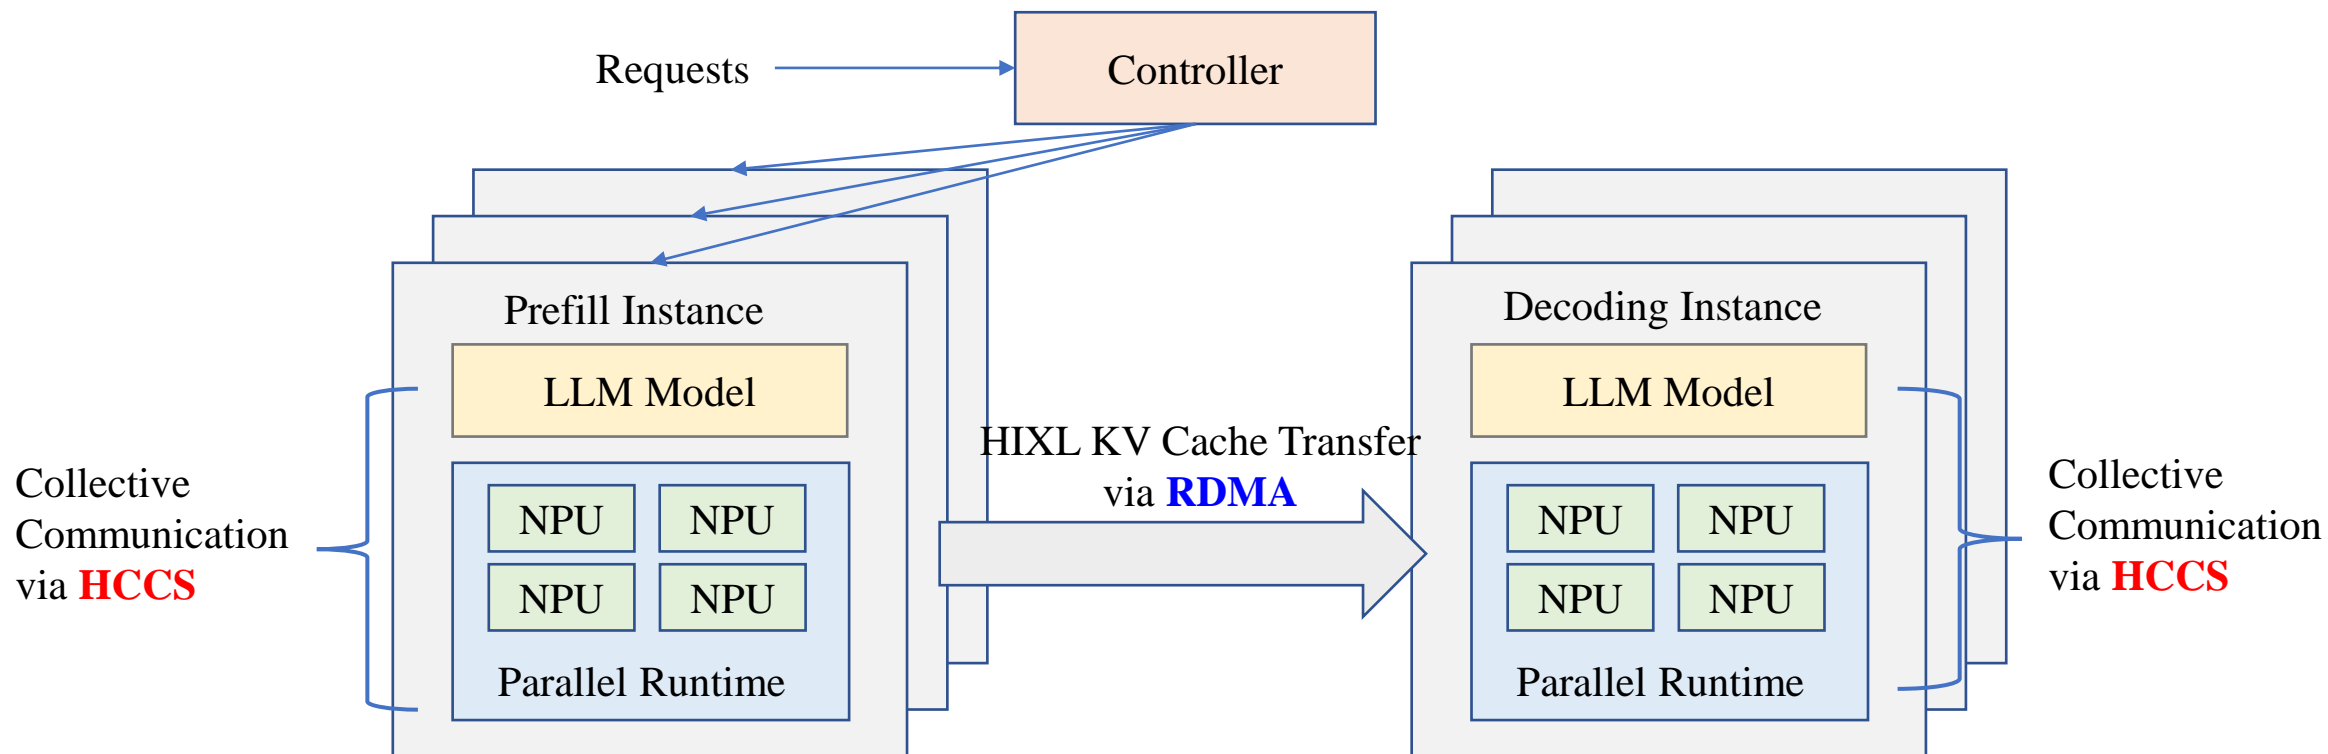 Requests
Controller
Prefill Instance
LLM Model
NPU NPU
NPU NPU
Parallel Runtime
Collective
Communication
via HCCS
HIXL KV Cache Transfer
via RDMA
Decoding Instance
LLM Model
NPU NPU
NPU NPU
Parallel Runtime
Collective
Communication
via HCCS